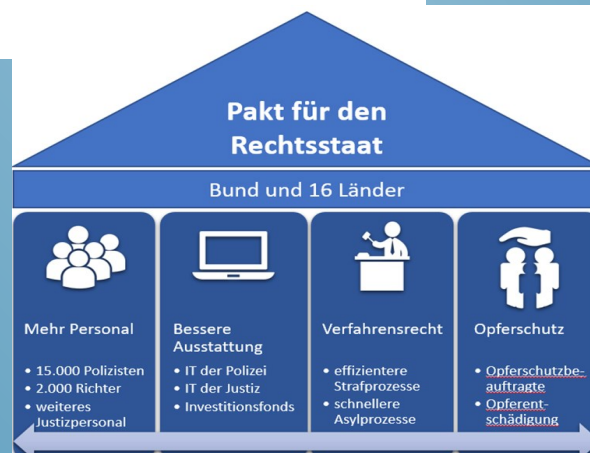 Pakt für den
Rechtsstaat
Bund und 16 Länder
Mehr Personal
• 15.000 Polizisten
• 2.000 Richter
• weiteres
Justizpersonal
Bessere
Ausstattung
• IT der Polizei
• IT der Justiz
• Investitionsfonds
Verfahrensrecht
• effizientere
Strafprozesse
• schnellere
Asylprozesse
Opferschutz
• Opferschutzbe-
auftragte
• Opferent-
schädigung